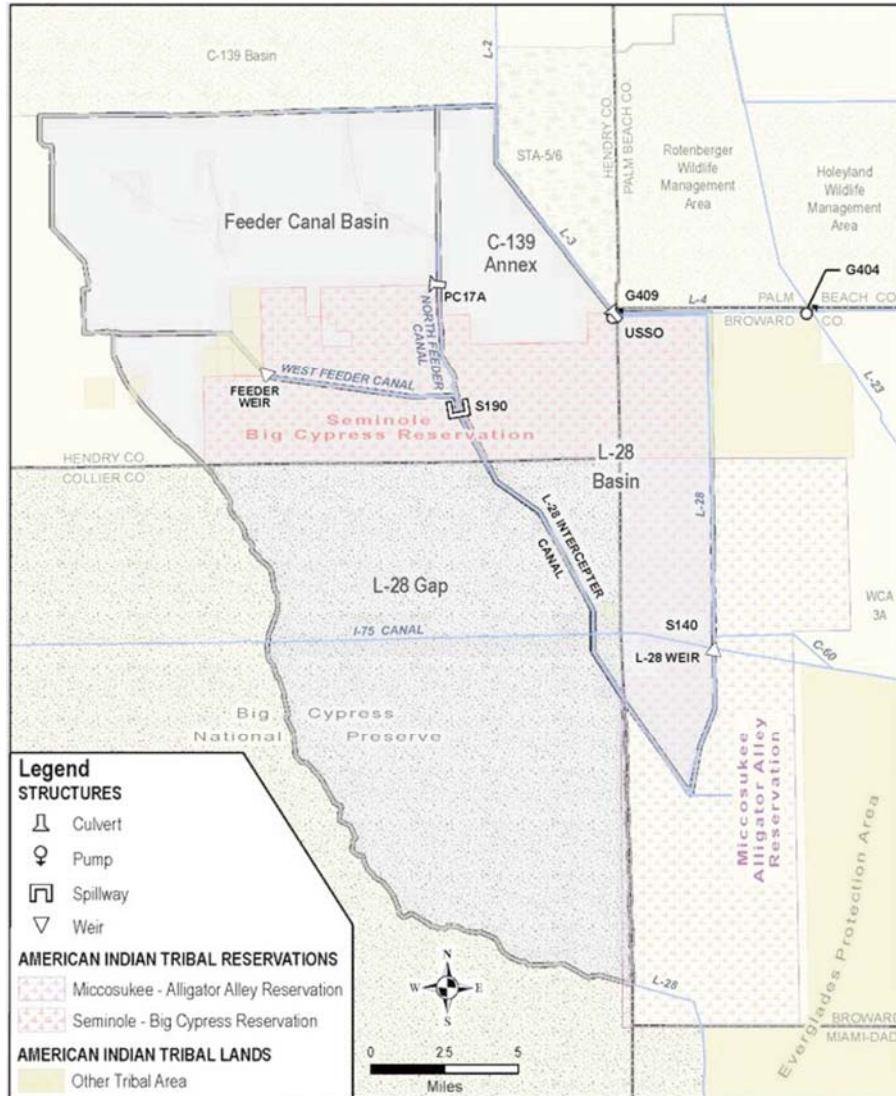 C-139 Basin
L-2
STA-5/6
HENDRY CO.
PALM BEACH CO.
Rotenberger
Wildlife
Management
Area
Holeyland
Wildlife
Management
Area
Feeder Canal Basin
C-139
Annex
L-3
G404
PC17A
G409
L-4
PALM BEACH CO.
BROWARD CO.
USSO
NORTH FEEDER
CANAL
WEST FEEDER CANAL
FEEDER
WEIR
S190
L-23
Seminole
Big Cypress Reservation
HENDRY CO.
COLLIER CO.
L-28
Basin
L-28
L-28 INTERCEPTER
CANAL
L-28 Gap
WCA
3A
I-75 CANAL
S140
L-28 WEIR
C-60
Big Cypress
National Preserve
Miccosukee
Alligator Alley
Reservation
Everglades Protection Area
L-28
BROWARD
MIAMI-DAD
Legend
STRUCTURES
Culvert
Pump
Spillway
Weir
AMERICAN INDIAN TRIBAL RESERVATIONS
Miccosukee - Alligator Alley Reservation
Seminole - Big Cypress Reservation
AMERICAN INDIAN TRIBAL LANDS
Other Tribal Area
N
W E
S
0 2.5 5
Miles